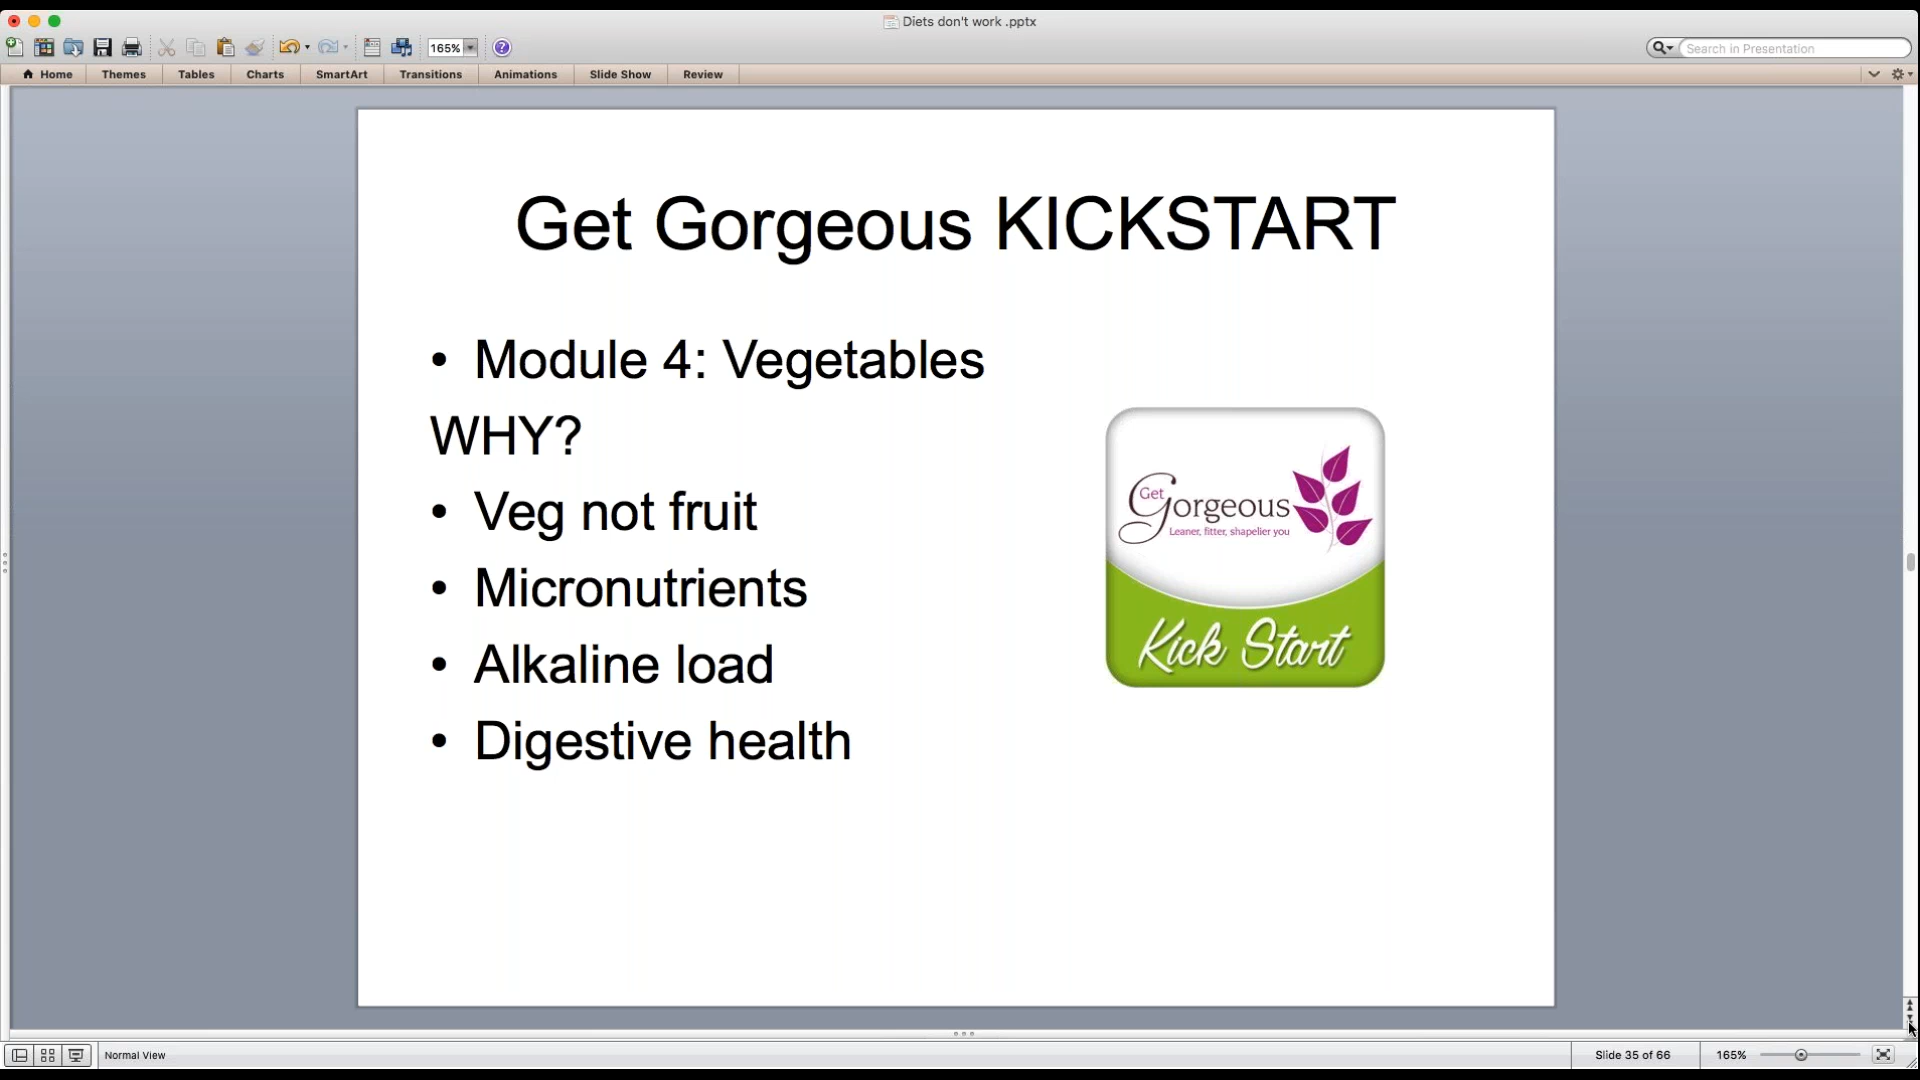 Diets don't work .pptx
165%
Search in Presentation
Home Themes Tables Charts SmartArt Transitions Animations Slide Show Review
Get Gorgeous KICKSTART
• Module 4: Vegetables
WHY?
• Veg not fruit
• Micronutrients
• Alkaline load
• Digestive health
Get
Gorgeous
Leaner, fitter, shapelier you
Kick Start
Normal View
Slide 35 of 66
165%